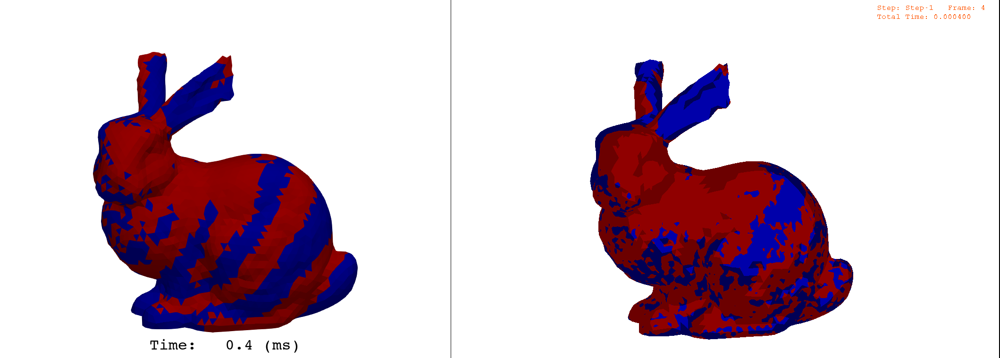 Step: Step-1   Frame: 4
Total Time: 0.000400
Time:   0.4 (ms)